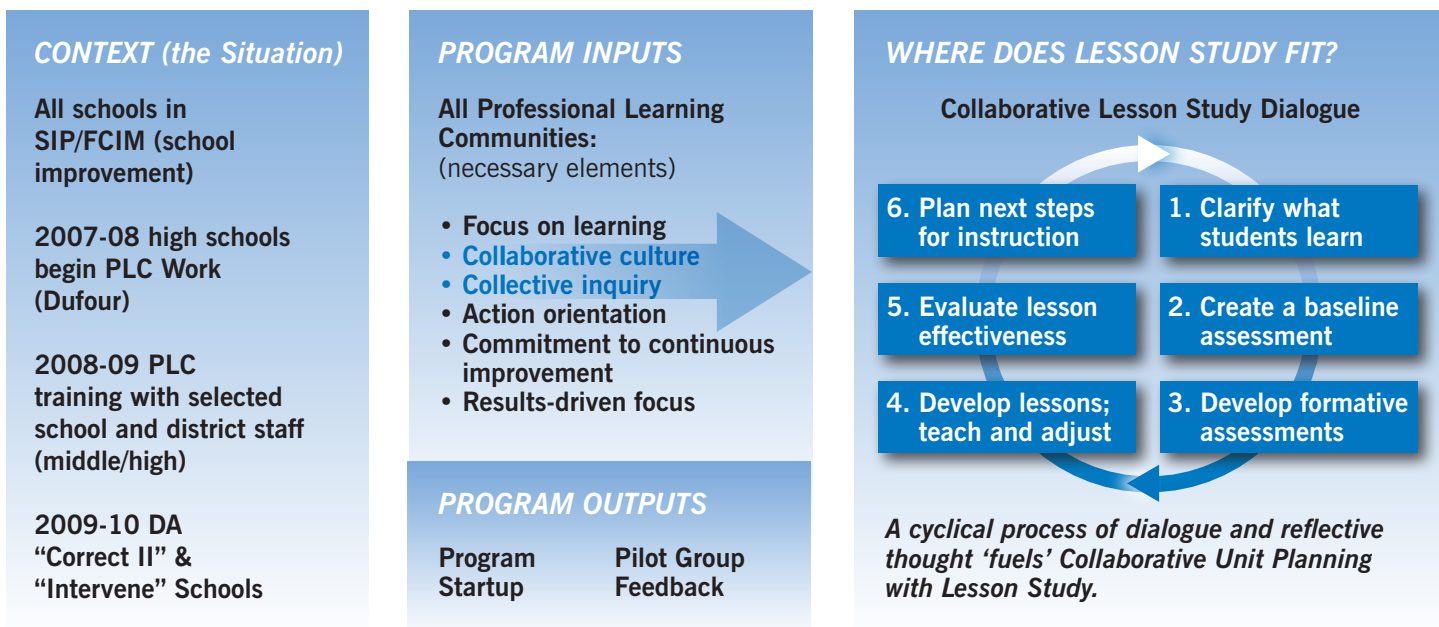 CONTEXT (the Situation)
All schools in
SIP/FCIM (school
improvement)
2007-08 high schools
begin PLC Work
(Dufour)
2008-09 PLC
training with selected
school and district staff
(middle/high)
2009-10 DA
“Correct II” &
“Intervene” Schools
PROGRAM INPUTS
All Professional Learning
Communities:
(necessary elements)
• Focus on learning
• Collaborative culture
• Collective inquiry
• Action orientation
• Commitment to continuous
improvement
• Results-driven focus
PROGRAM OUTPUTS
Program
Startup
Pilot Group
Feedback
WHERE DOES LESSON STUDY FIT?
Collaborative Lesson Study Dialogue
1. Clarify what
students learn
2. Create a baseline
assessment
3. Develop formative
assessments
4. Develop lessons;
teach and adjust
5. Evaluate lesson
effectiveness
6. Plan next steps
for instruction
A cyclical process of dialogue and reflective
thought ‘fuels’ Collaborative Unit Planning
with Lesson Study.